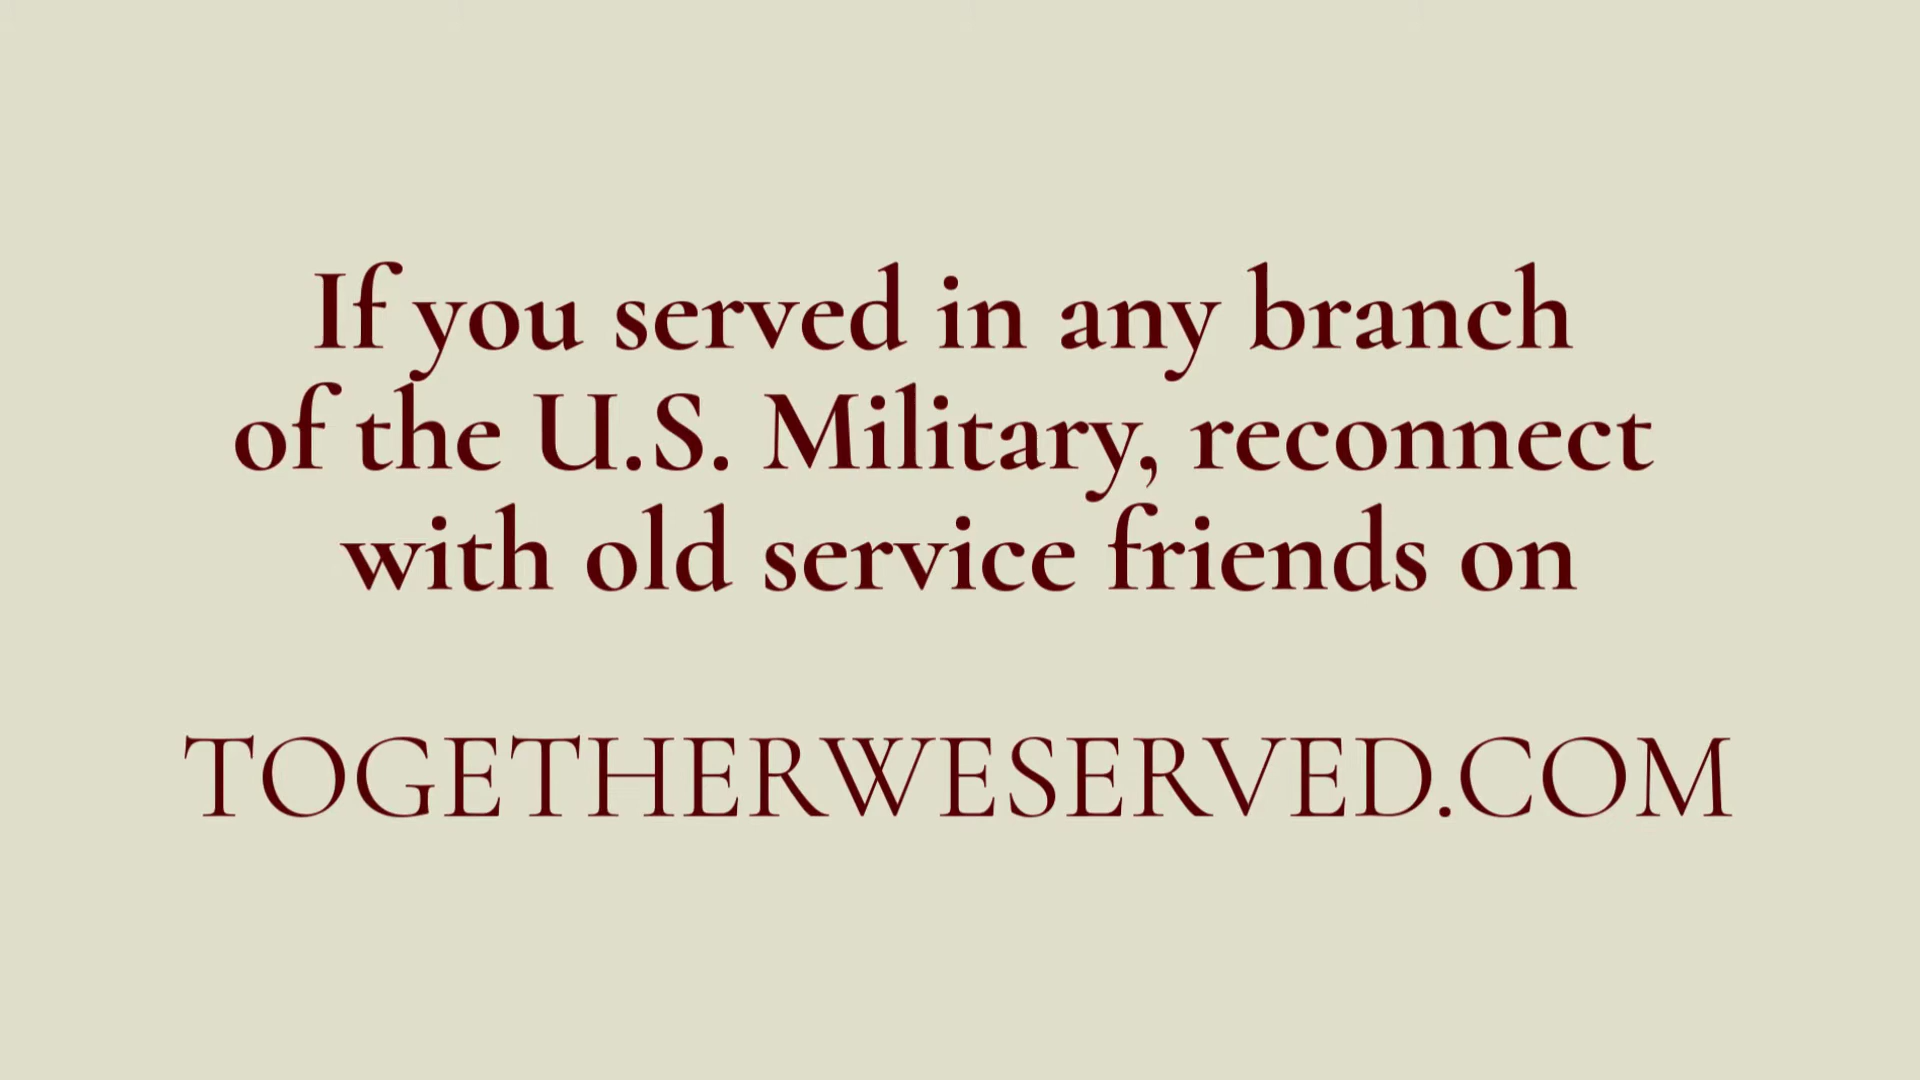 If you served in any branch
of the U.S. Military, reconnect
with old service friends on
TOGETHERWESERVED.COM